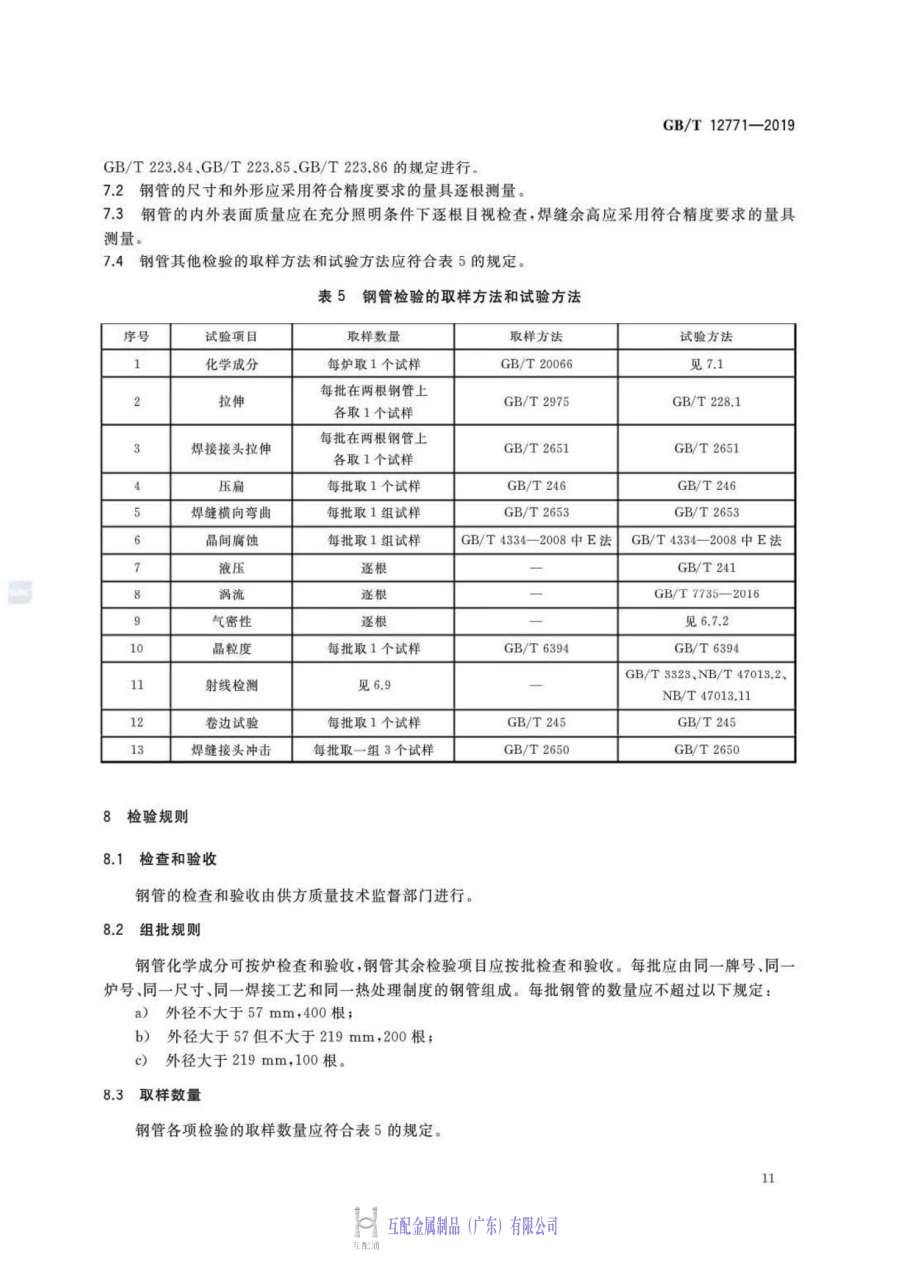 GB/T 12771—2019
GB/T 223.84、GB/T 223.85、GB/T 223.86 的规定进行。
7.2 钢管的尺寸和外形应采用符合精度要求的量具逐根测量。
7.3 钢管的内外表面质量应在充分照明条件下逐根目视检查,焊缝余高应采用符合精度要求的量具
测量。
7.4 钢管其他检验的取样方法和试验方法应符合表 5 的规定。
表 5 钢管检验的取样方法和试验方法
序号 试验项目 取样数量 取样方法 试验方法
1 化学成分 每炉取 1 个试样 GB/T 20066 见 7.1
2 拉伸 每批在两根钢管上各取 1 个试样 GB/T 2975 GB/T 228.1
3 焊接接头拉伸 每批在两根钢管上各取 1 个试样 GB/T 2651 GB/T 2651
4 压扁 每批取 1 个试样 GB/T 246 GB/T 246
5 焊缝横向弯曲 每批取 1 组试样 GB/T 2653 GB/T 2653
6 晶间腐蚀 每批取 1 组试样 GB/T 4334—2008 中 E 法 GB/T 4334—2008 中 E 法
7 液压 逐根 — GB/T 241
8 涡流 逐根 — GB/T 7735—2016
9 气密性 逐根 — 见 6.7.2
10 晶粒度 每批取 1 个试样 GB/T 6394 GB/T 6394
11 射线检测 见 6.9 — GB/T 3323、NB/T 47013.2、NB/T 47013.11
12 卷边试验 每批取 1 个试样 GB/T 245 GB/T 245
13 焊缝接头冲击 每批取一组 3 个试样 GB/T 2650 GB/T 2650
8 检验规则
8.1 检查和验收
钢管的检查和验收由供方质量技术监督部门进行。
8.2 组批规则
钢管化学成分可按炉检查和验收,钢管其余检验项目应按批检查和验收。每批应由同一牌号、同一
炉号、同一尺寸、同一焊接工艺和同一热处理制度的钢管组成。每批钢管的数量应不超过以下规定:
a) 外径不大于 57 mm,400 根;
b) 外径大于 57 但不大于 219 mm,200 根;
c) 外径大于 219 mm,100 根。
8.3 取样数量
钢管各项检验的取样数量应符合表 5 的规定。
11
互配金属制品（广东）有限公司
互配通